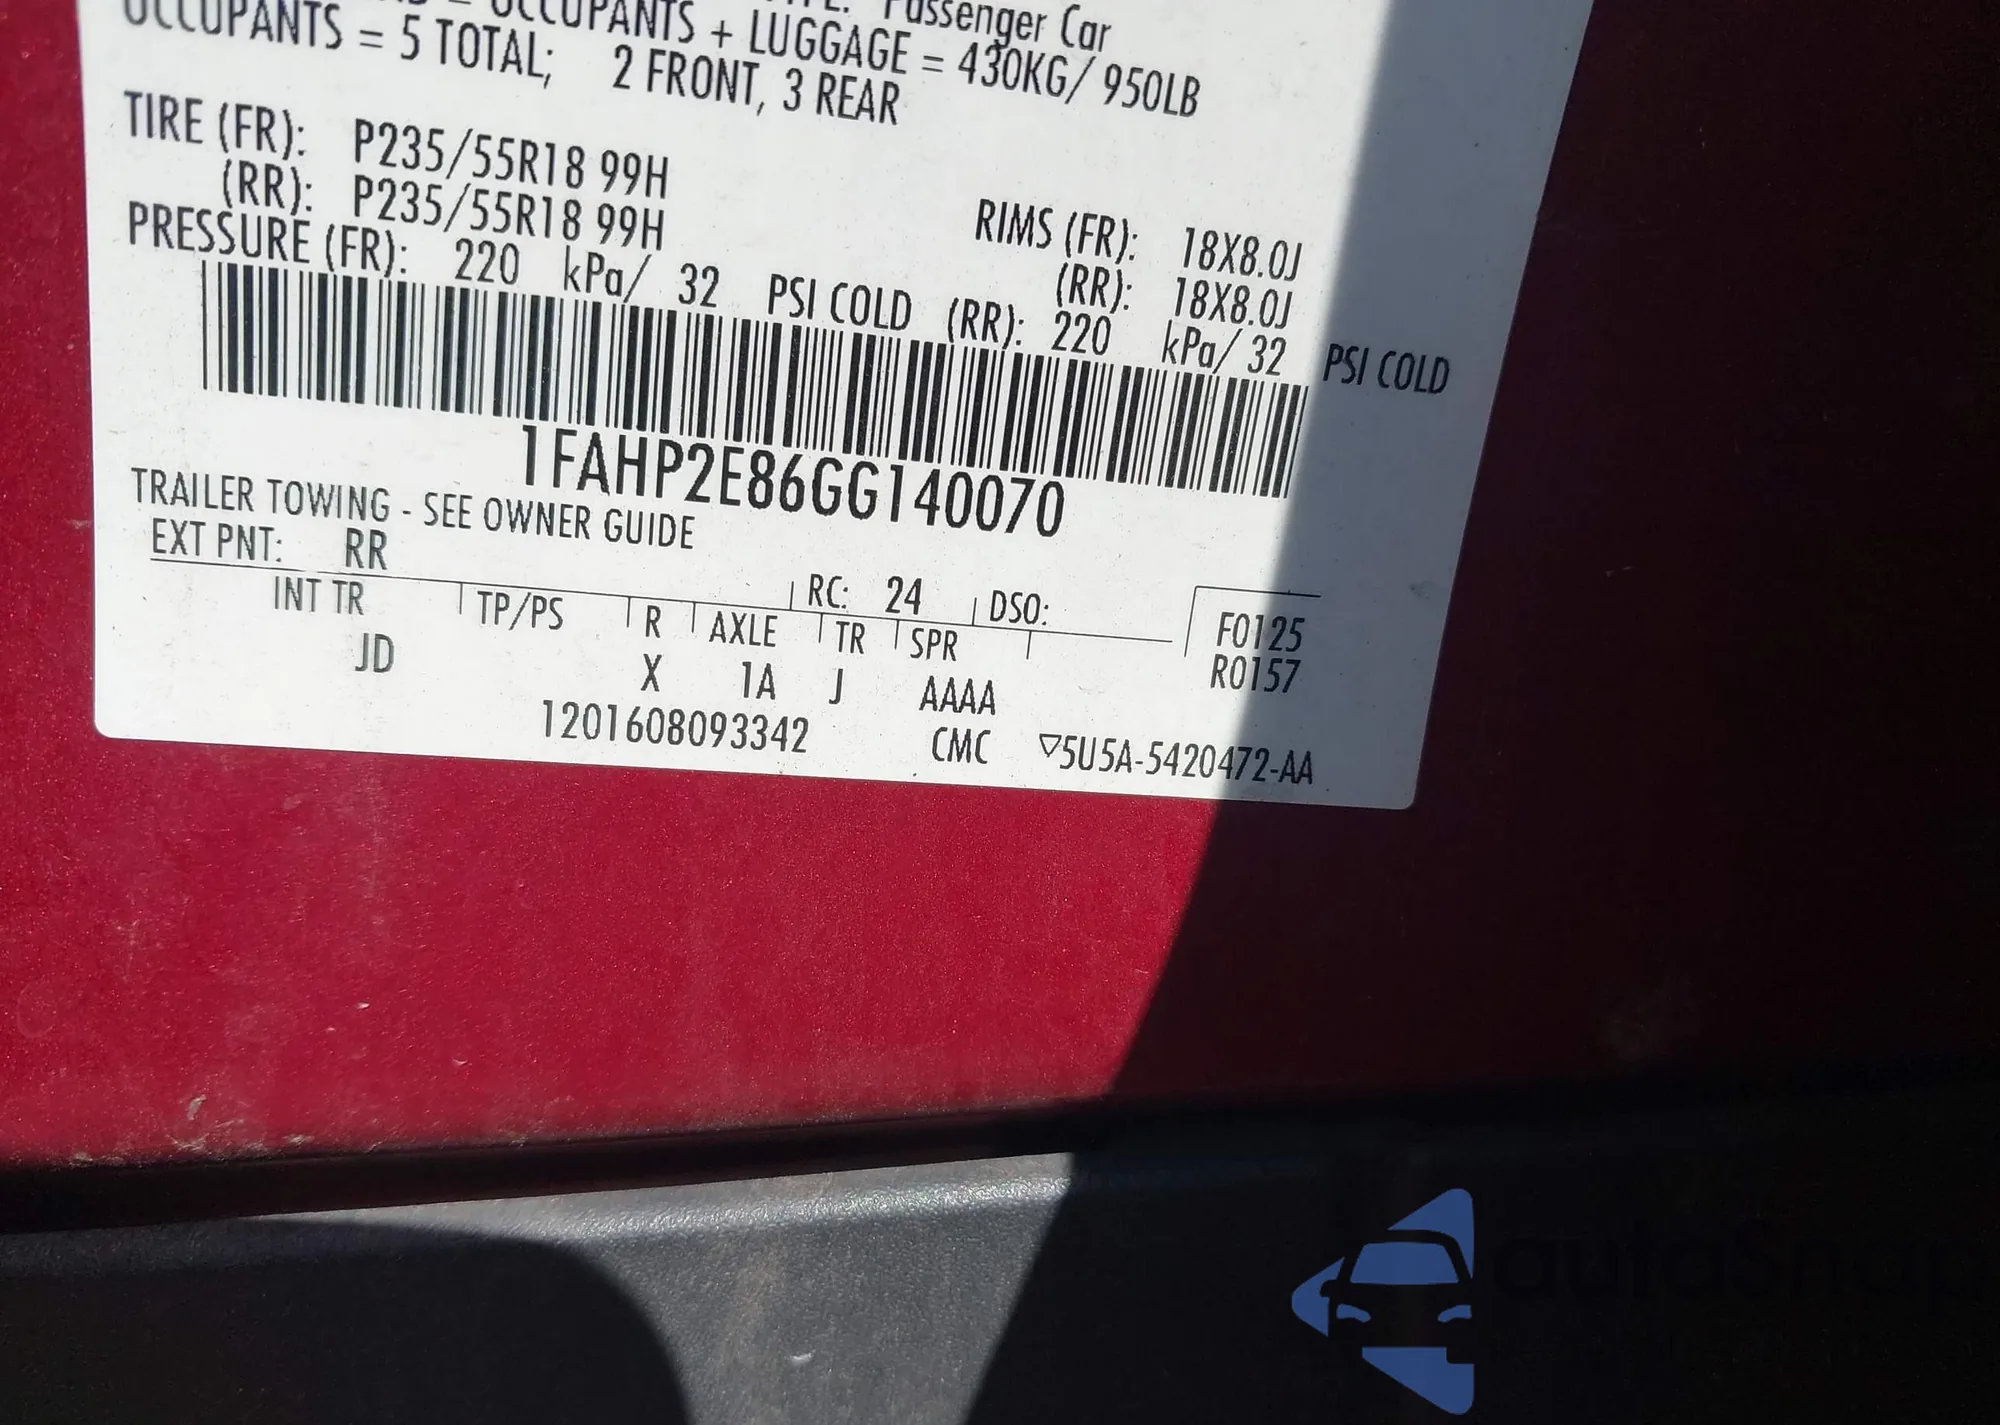 = OCCUPANTS + LUGGAGE = 430KG/ 950LB
Passenger Car
OCCUPANTS = 5 TOTAL; 2 FRONT, 3 REAR
TIRE (FR): P235/55R18 99H
(RR): P235/55R18 99H
RIMS (FR): 18X8.0J
(RR): 18X8.0J
PRESSURE (FR): 220 kPa/ 32 PSI COLD (RR): 220 kPa/ 32 PSI COLD
1FAHP2E86GG140070
TRAILER TOWING - SEE OWNER GUIDE
EXT PNT: RR RC: 24 DSO:
INT TR TP/PS R AXLE TR SPR
F0125
R0157
JD X 1A J AAAA
1201608093342 CMC ▽5U5A-5420472-AA
autosnap